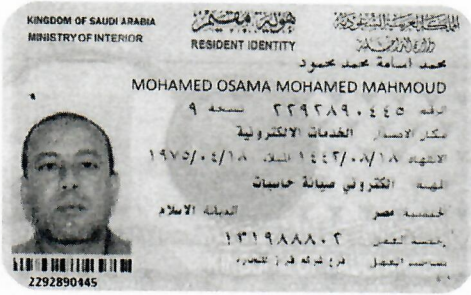 KINGDOM OF SAUDI ARABIA
MINISTRY OF INTERIOR
هوية مقيم
RESIDENT IDENTITY
المملكة العربية السعودية
وزارة الداخلية
محمد اسامة محمد محمود
MOHAMED OSAMA MOHAMED MAHMOUD
الرقم ٢٢٩٢٨٩٠٤٤٥ نسخة ٩
مكان الاصدار الخدمات الالكترونية
الانتهاء ١٤٤٢/٠٨/١٨ الميلاد ١٩٧٥/٠٤/١٨
المهنة الكتروني صيانة حاسبات
الجنسية مصر الديانة الاسلام
رخصة العمل ١٣١٩٨٨٨٠٢
صاحب العمل فرع شركة
2292890445